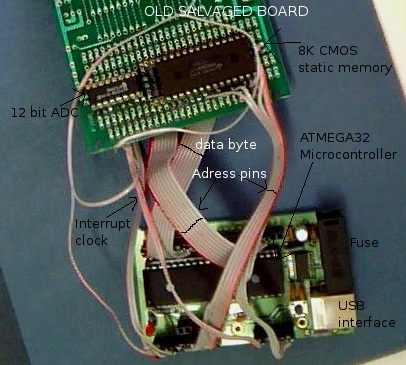 OLD SALVAGED BOARD
8K CMOS
static memory
12 bit ADC
data byte
ATMEGA32
Microcontroller
Adress pins
Interrupt
clock
Fuse
USB
interface